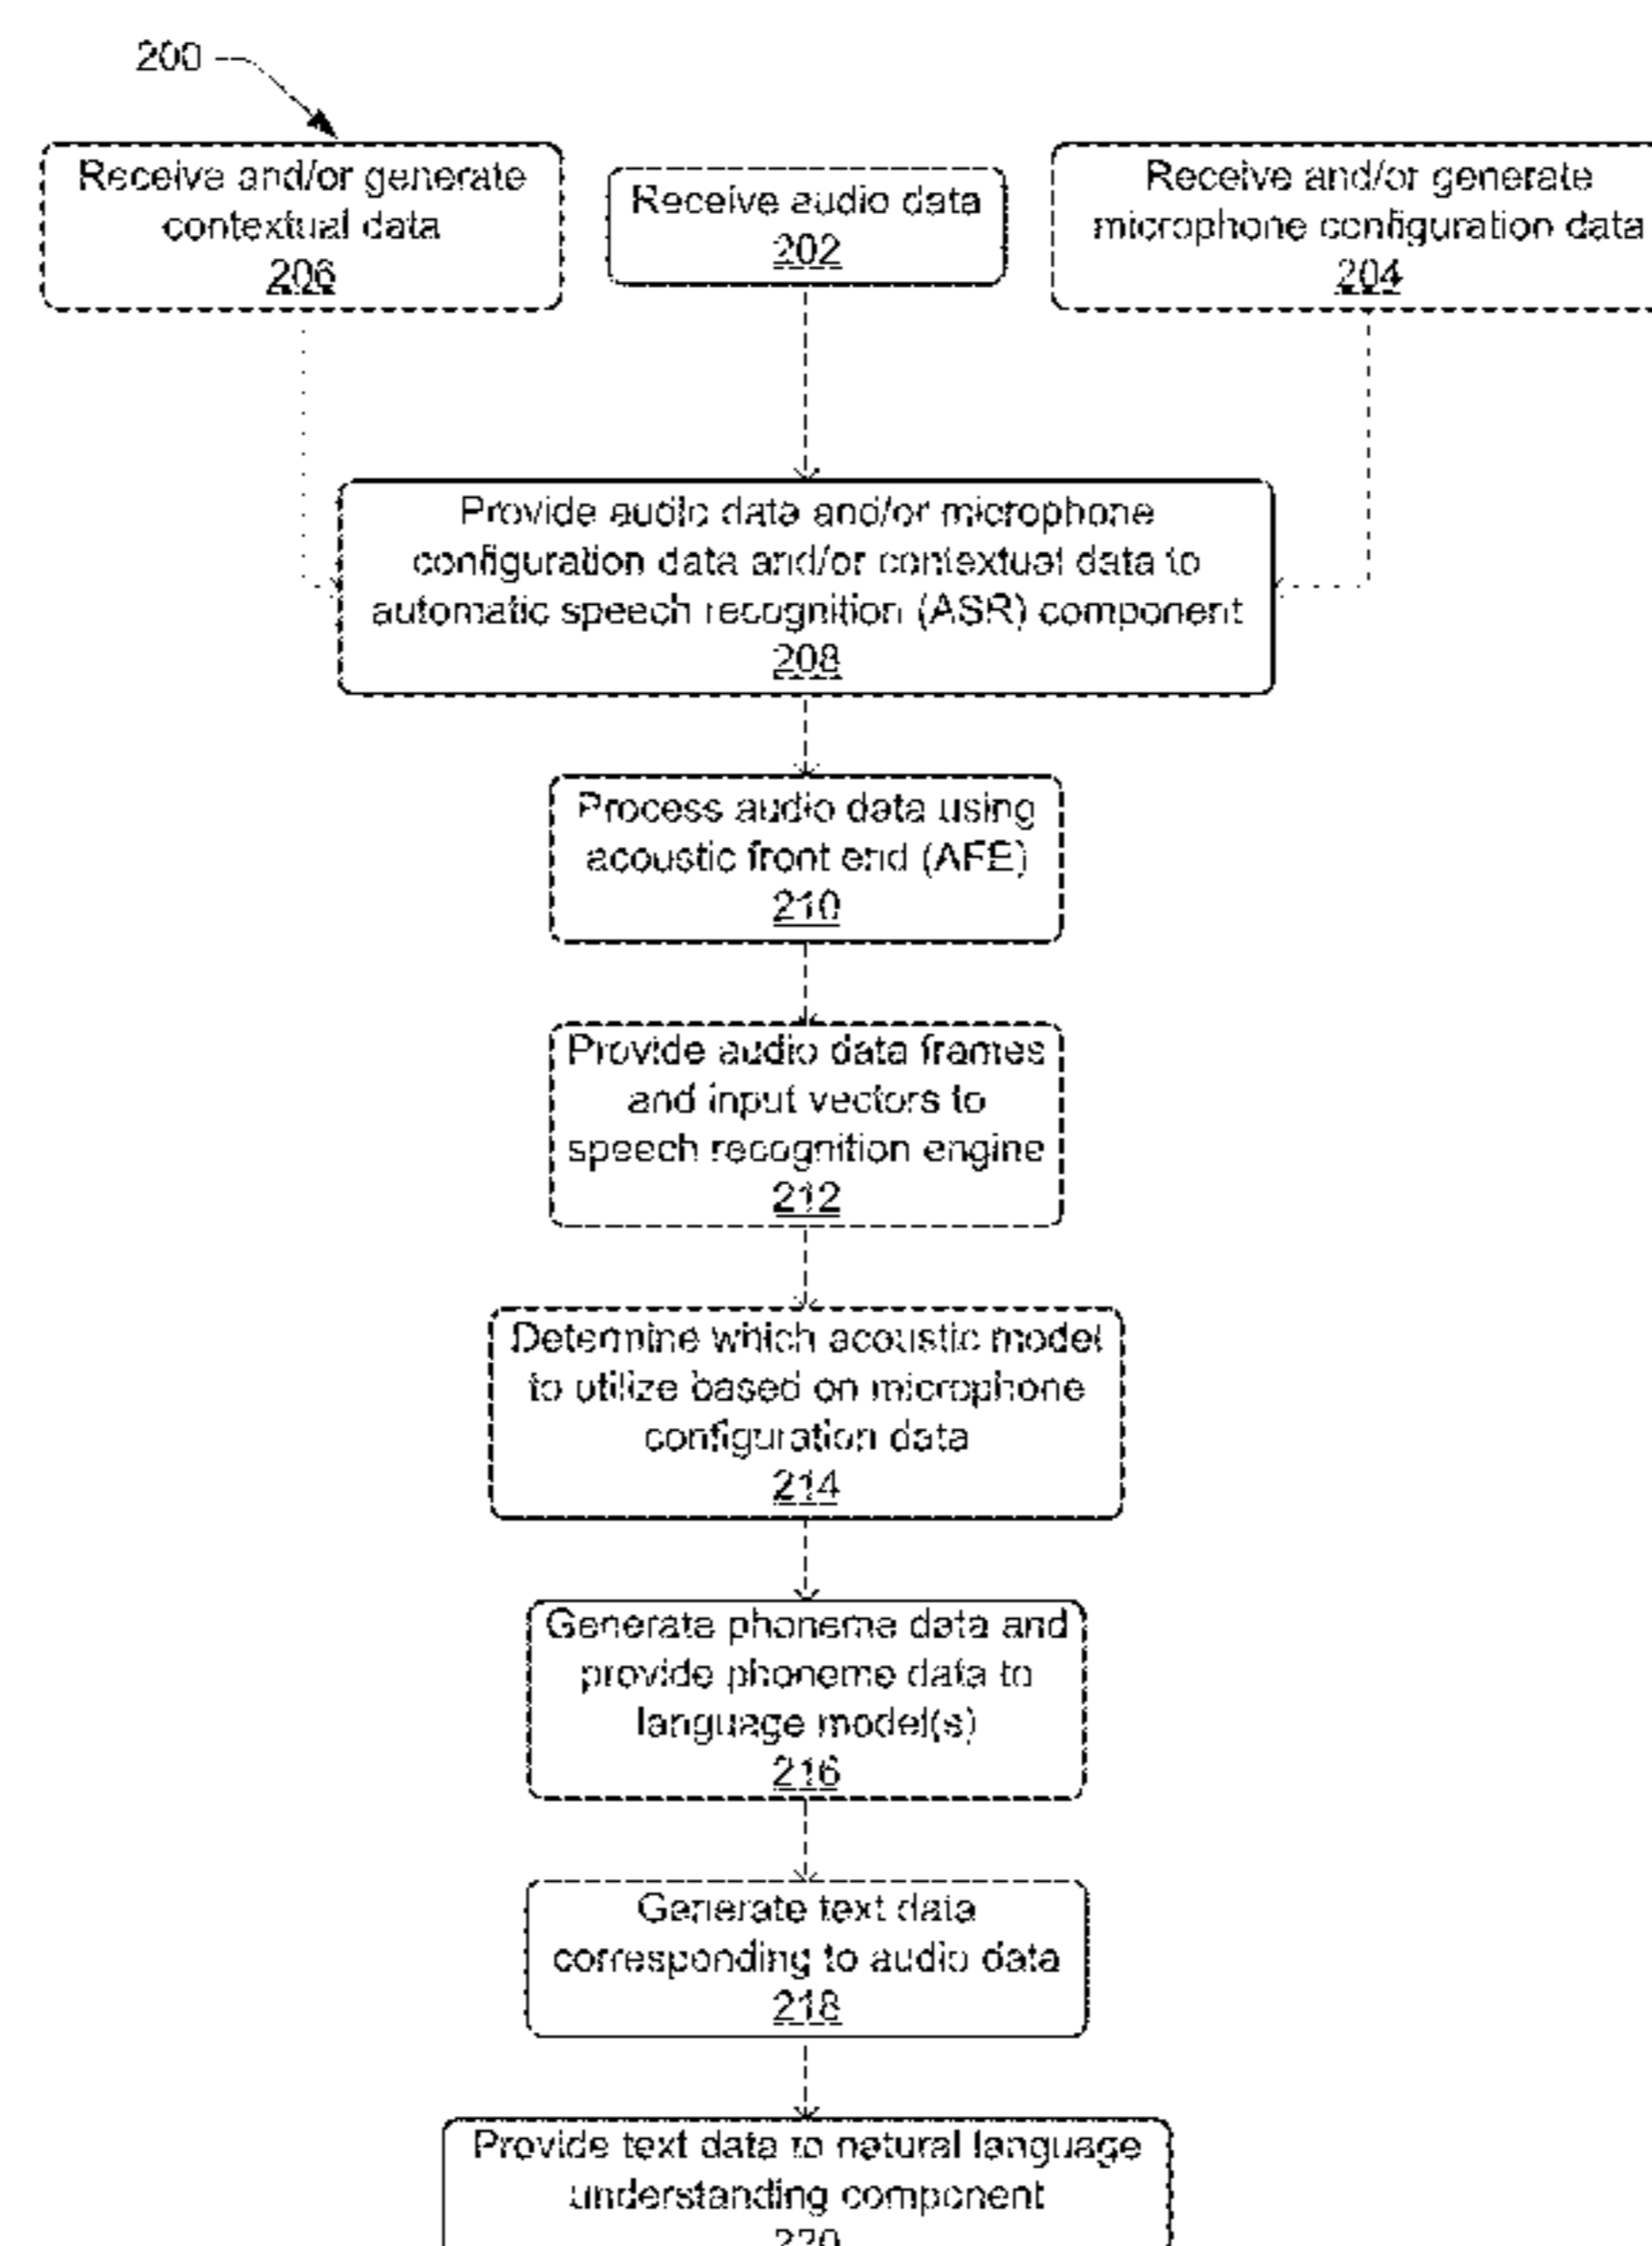 200
Receive and/or generate
contextual data
206
Receive audio data
202
Receive and/or generate
microphone configuration data
204
Provide audio data and/or microphone
configuration data and/or contextual data to
automatic speech recognition (ASR) component
208
Process audio data using
acoustic front end (AFE)
210
Provide audio data frames
and input vectors to
speech recognition engine
212
Determine which acoustic model
to utilize based on microphone
configuration data
214
Generate phoneme data and
provide phoneme data to
language model(s)
216
Generate text data
corresponding to audio data
218
Provide text data to natural language
understanding component
220